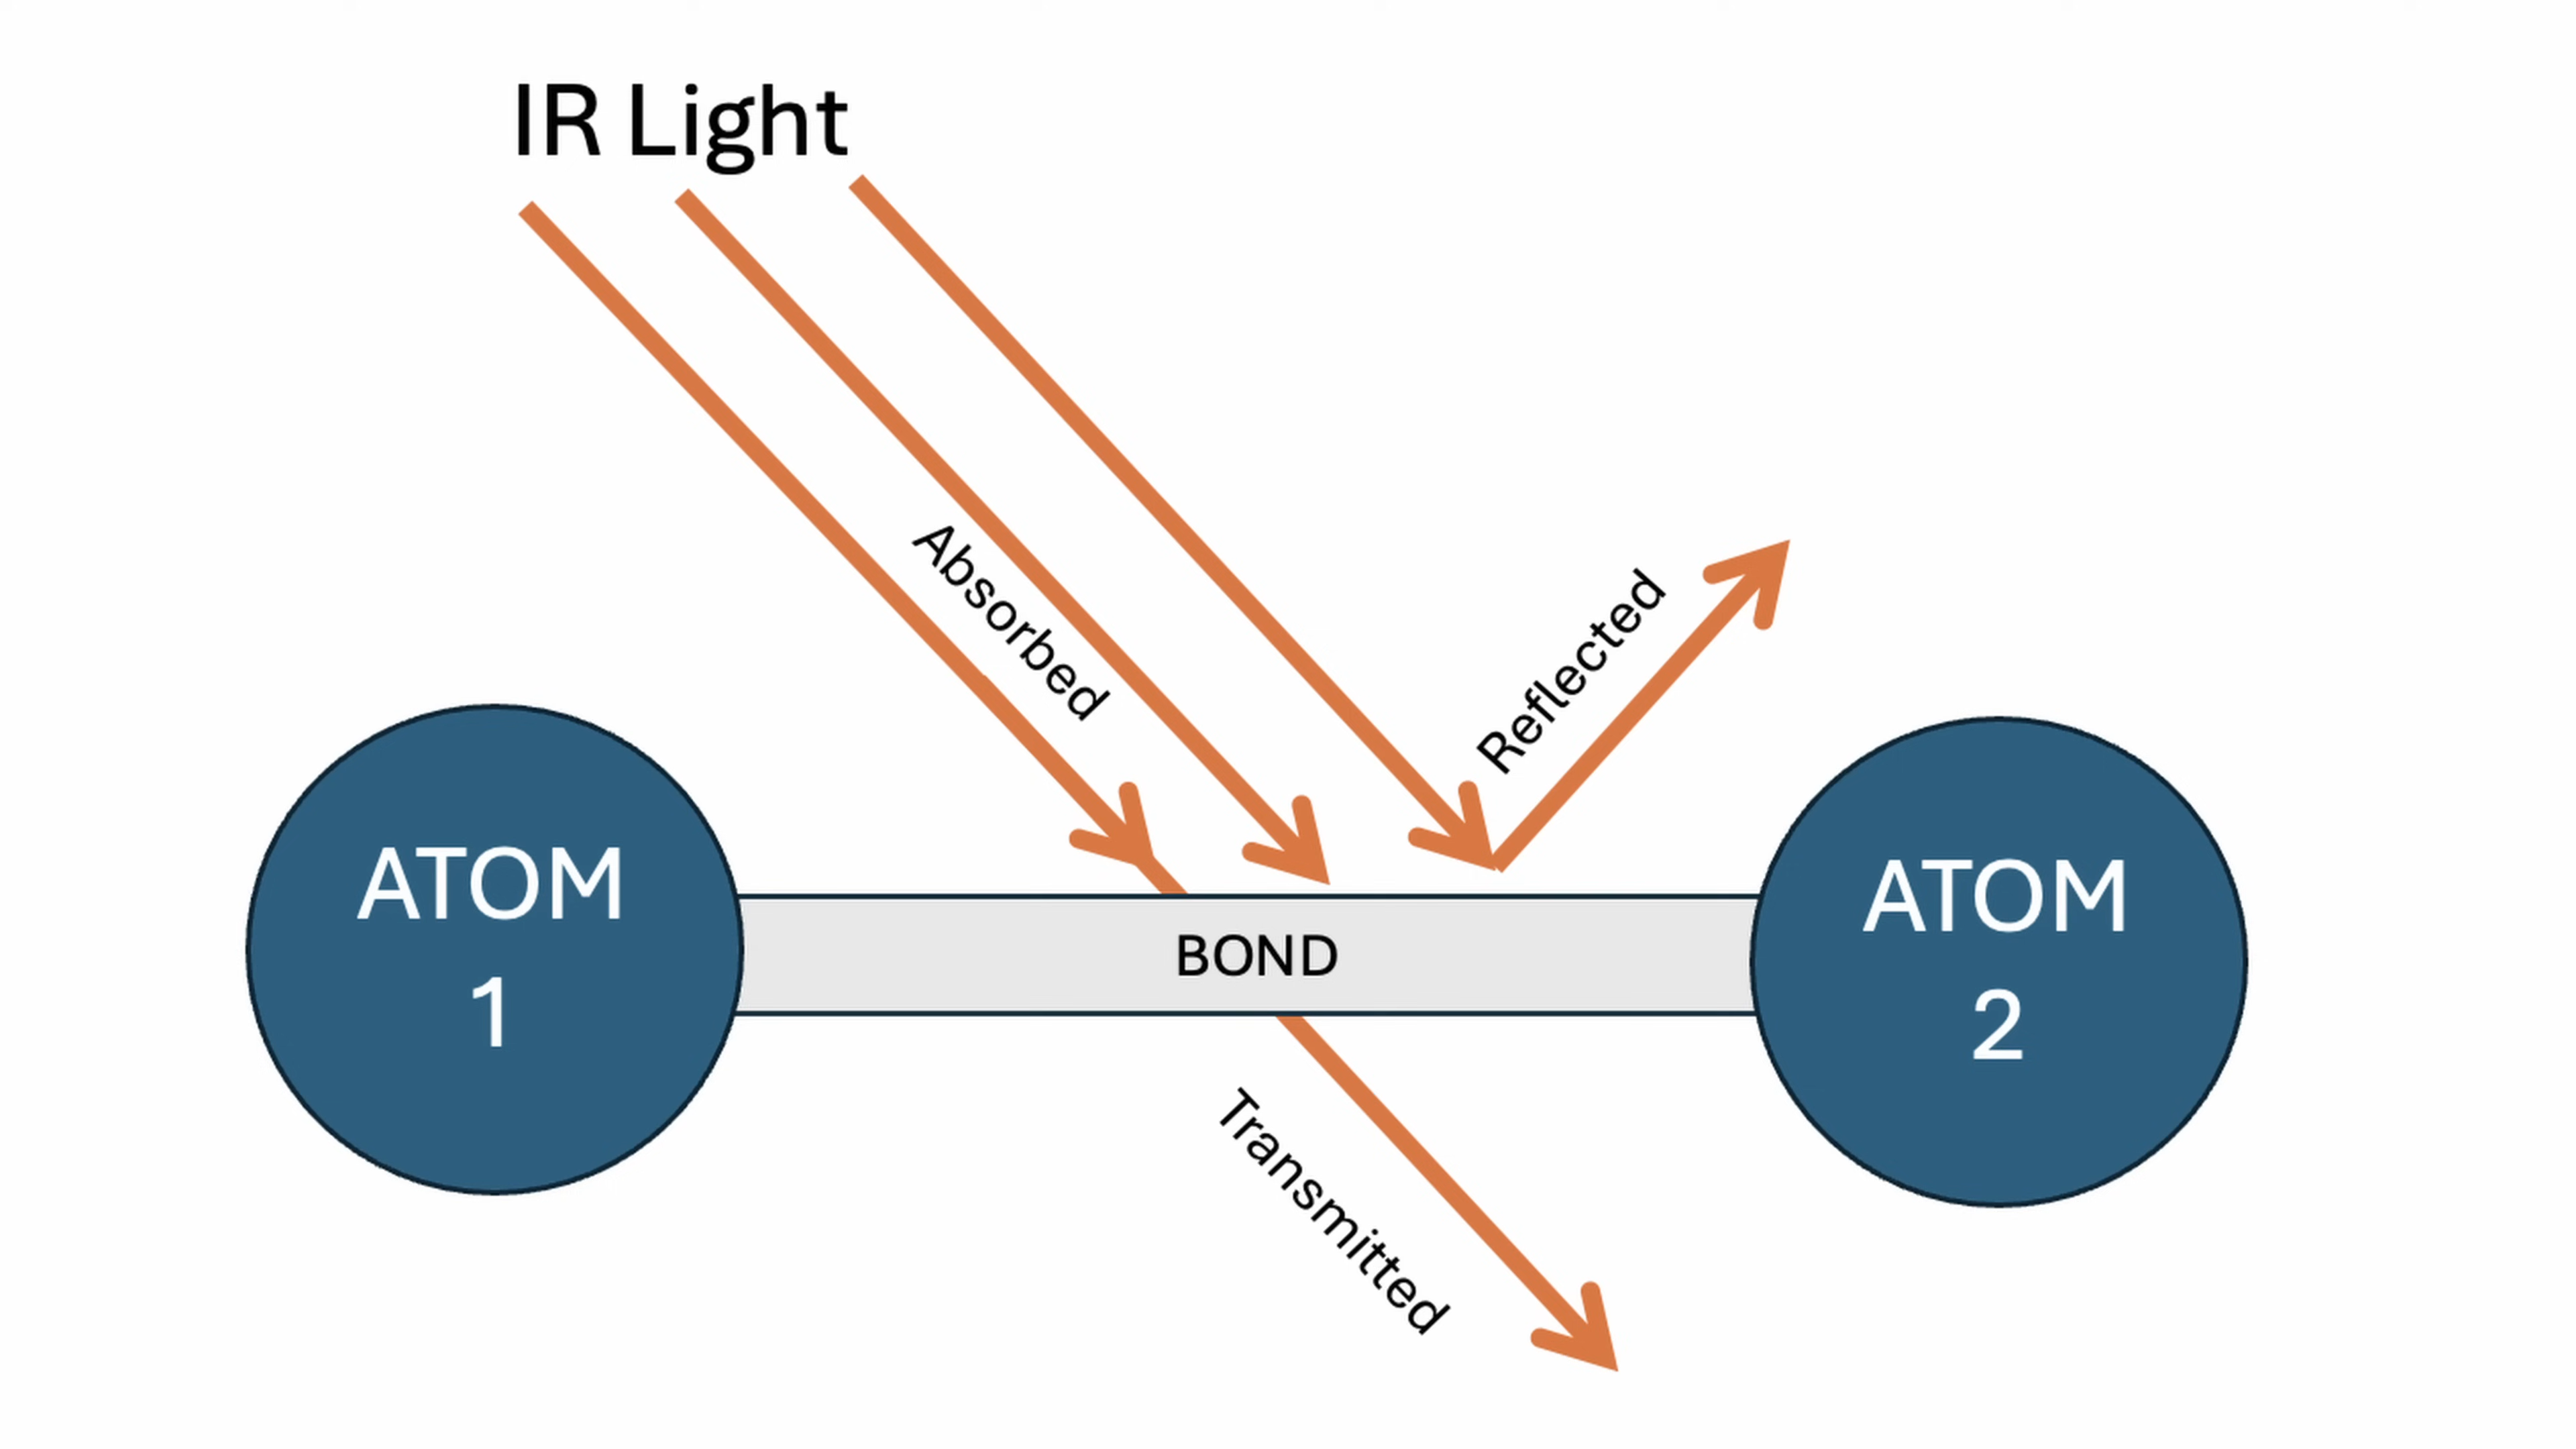 IR Light
Absorbed
Reflected
ATOM
1
BOND
ATOM
2
Transmitted